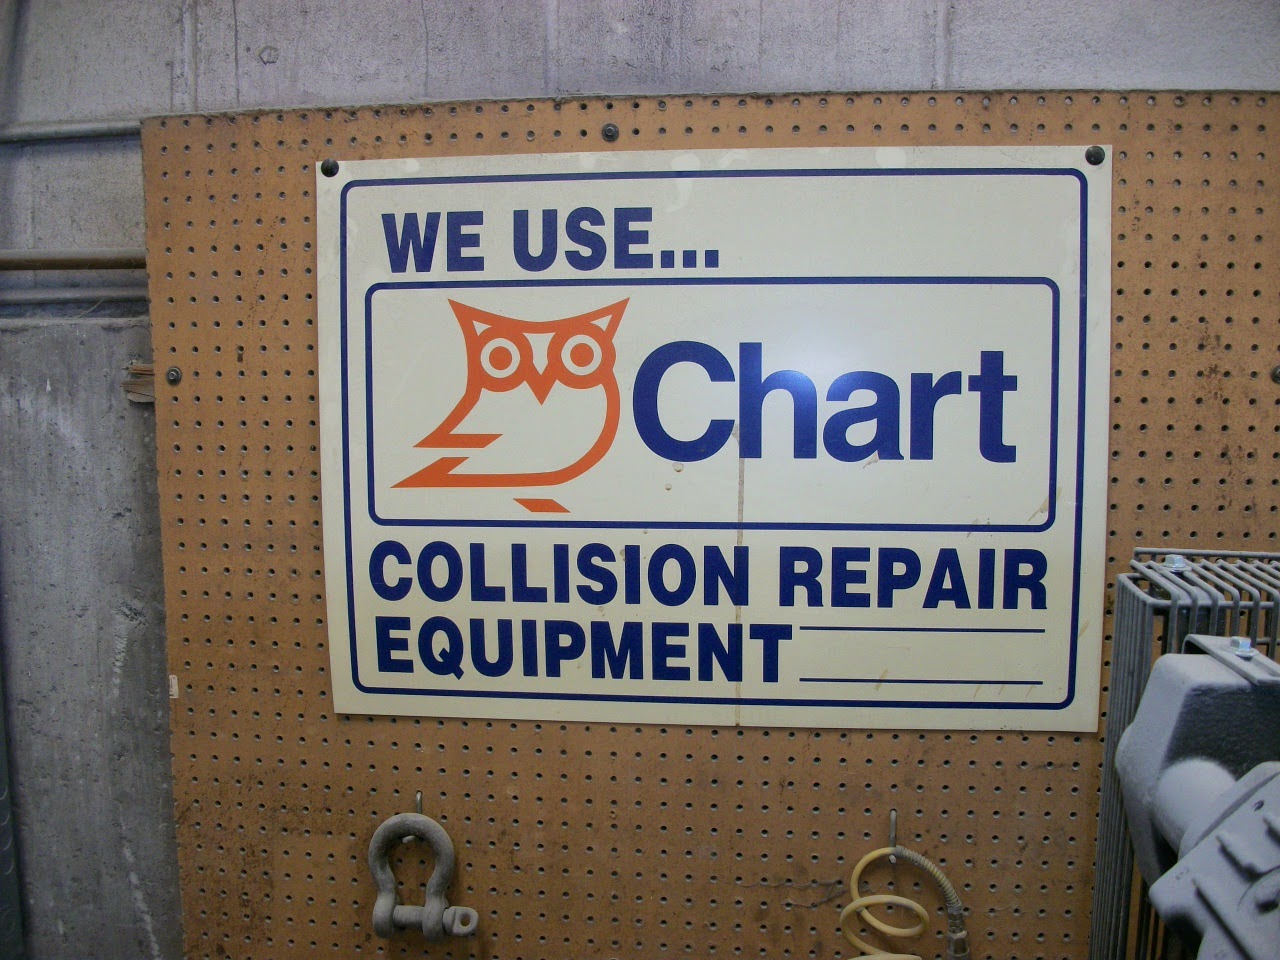 WE USE...
Chart
COLLISION REPAIR
EQUIPMENT